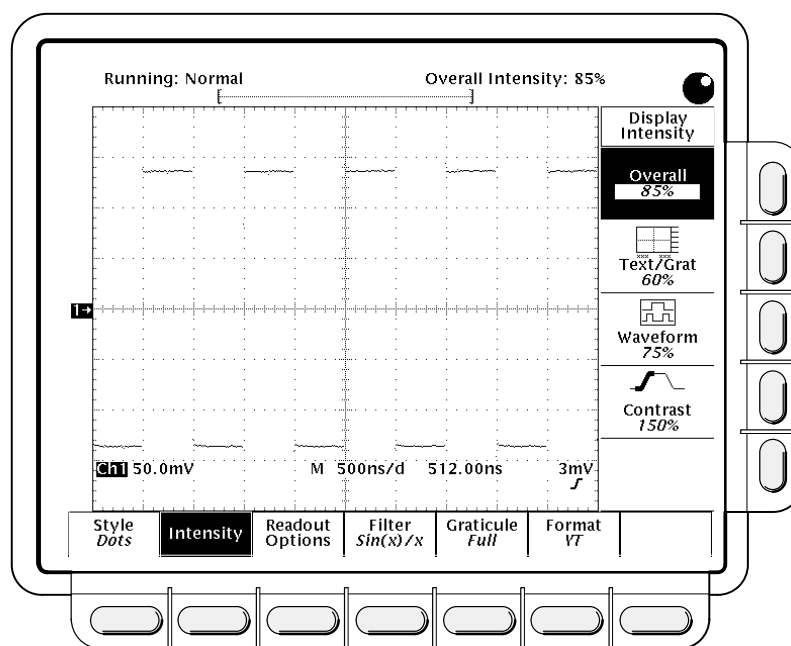 Running: Normal Overall Intensity: 85%
Display
Intensity
Overall
85%
Text/Grat
60%
Waveform
75%
Contrast
150%
1→
Ch1 50.0mV M 500ns/d 512.00ns 3mV
Style
Dots
Intensity
Readout
Options
Filter
Sin(x)/x
Graticule
Full
Format
YT